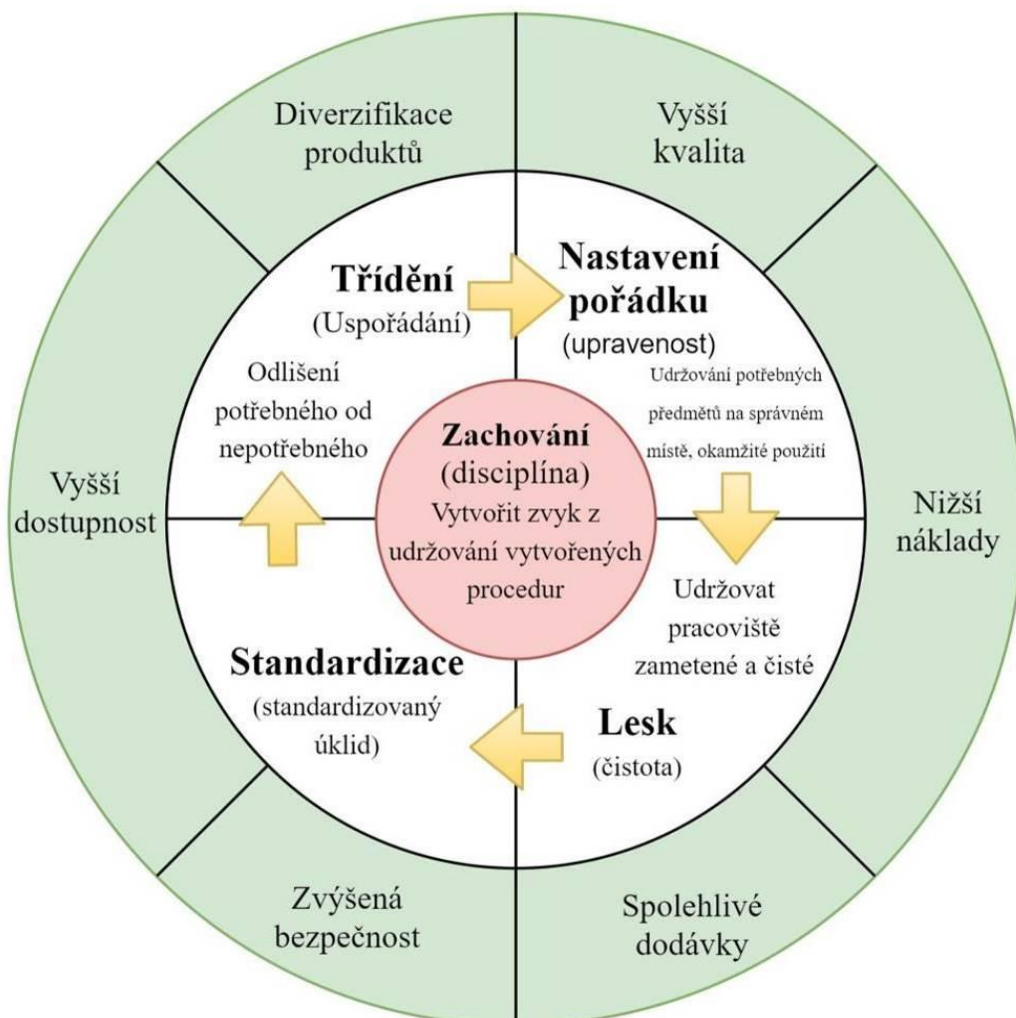 Diverzifikace
produktů
Vyšší
kvalita
Třídění
(Uspořádání)
Odlišení
potřebného od
nepotřebného
Nastavení
pořádku
(upravenost)
Udržování potřebných
předmětů na správném
místě, okamžité použití
Zachování
(disciplína)
Vytvořit zvyk z
udržování vytvořených
procedur
Vyšší
dostupnost
Nižší
náklady
Udržovat
pracoviště
zametené a čisté
Lesk
(čistota)
Standardizace
(standardizovaný
úklid)
Zvýšená
bezpečnost
Spolehlivé
dodávky